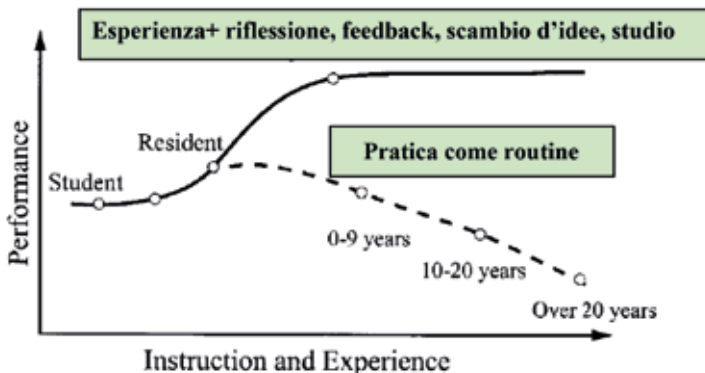 Esperienza+ riflessione, feedback, scambio d'idee, studio
Resident
Pratica come routine
Student
Performance
0-9 years
10-20 years
Over 20 years
Instruction and Experience